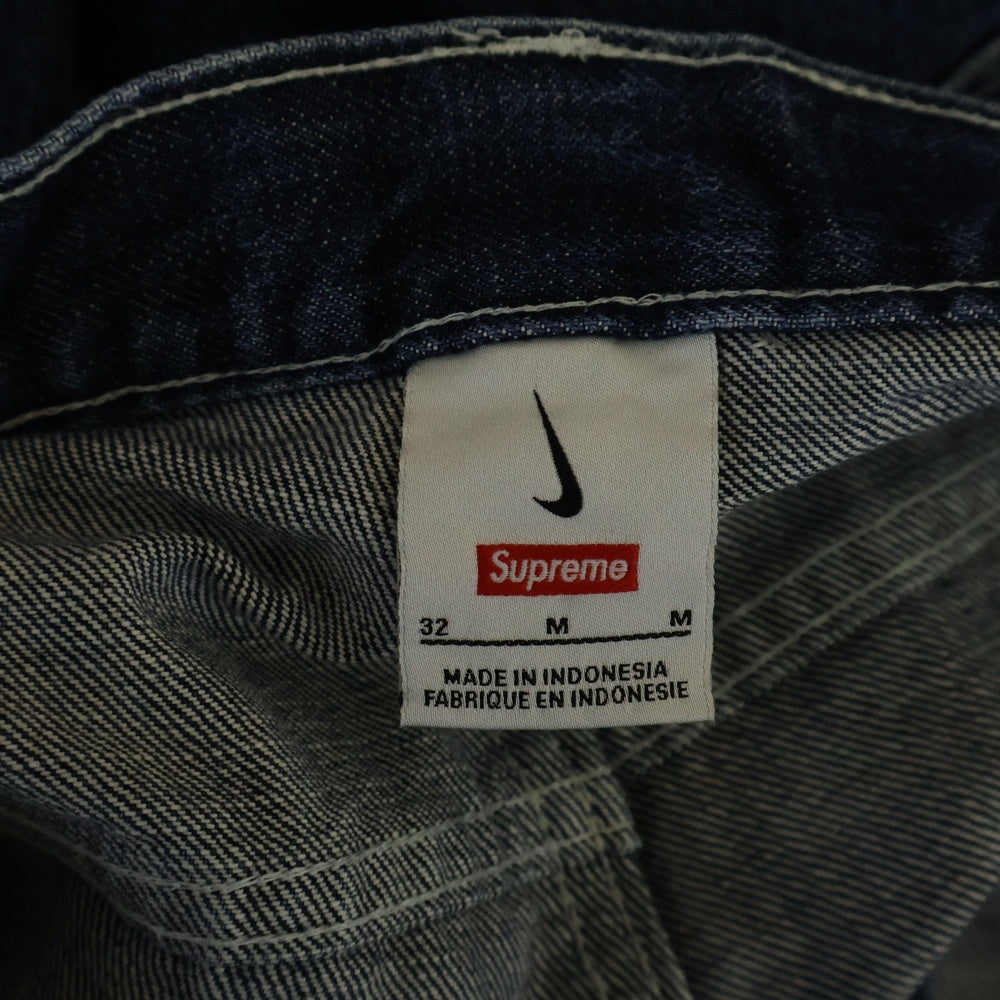 Supreme
32 M M
MADE IN INDONESIA
FABRIQUE EN INDONESIE